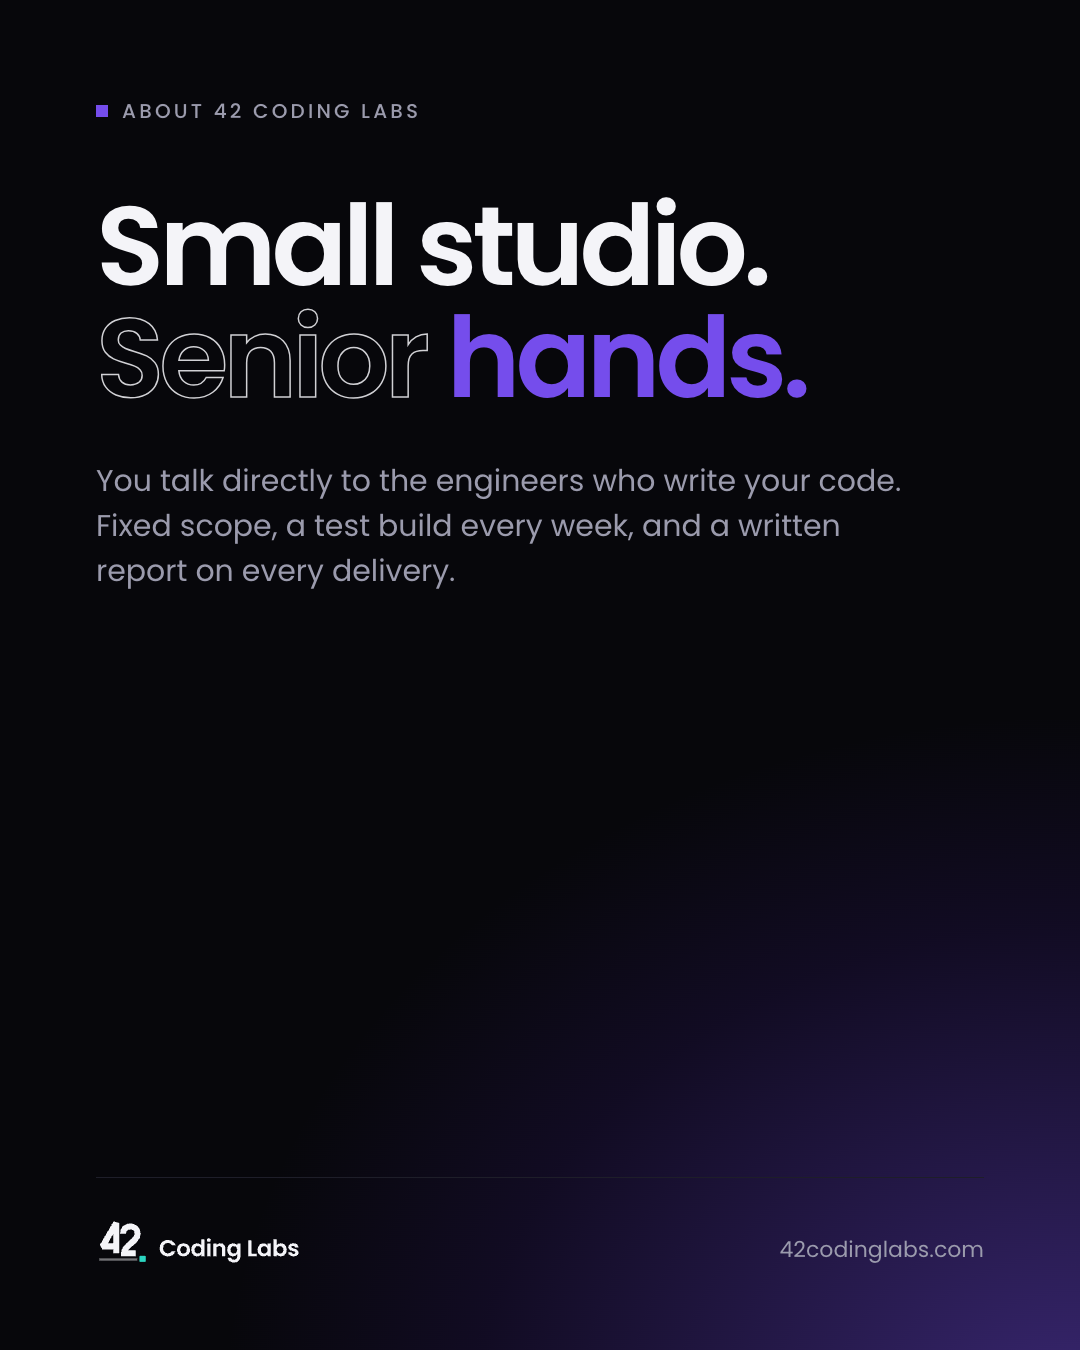 ABOUT 42 CODING LABS
Small studio.
Senior hands.
You talk directly to the engineers who write your code.
Fixed scope, a test build every week, and a written
report on every delivery.
42. Coding Labs
42codinglabs.com